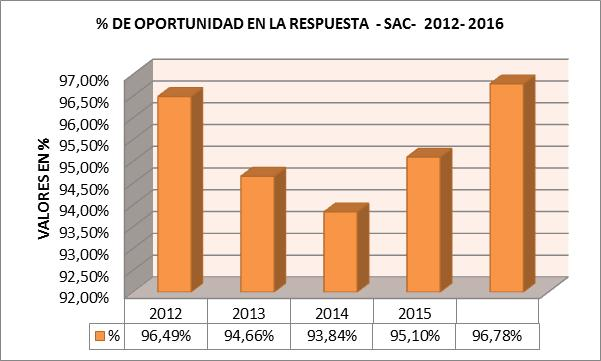 % DE OPORTUNIDAD EN LA RESPUESTA - SAC- 2012- 2016
VALORES EN %
97,00%
96,50%
96,00%
95,50%
95,00%
94,50%
94,00%
93,50%
93,00%
92,50%
92,00%
2012 2013 2014 2015
% 96,49% 94,66% 93,84% 95,10% 96,78%